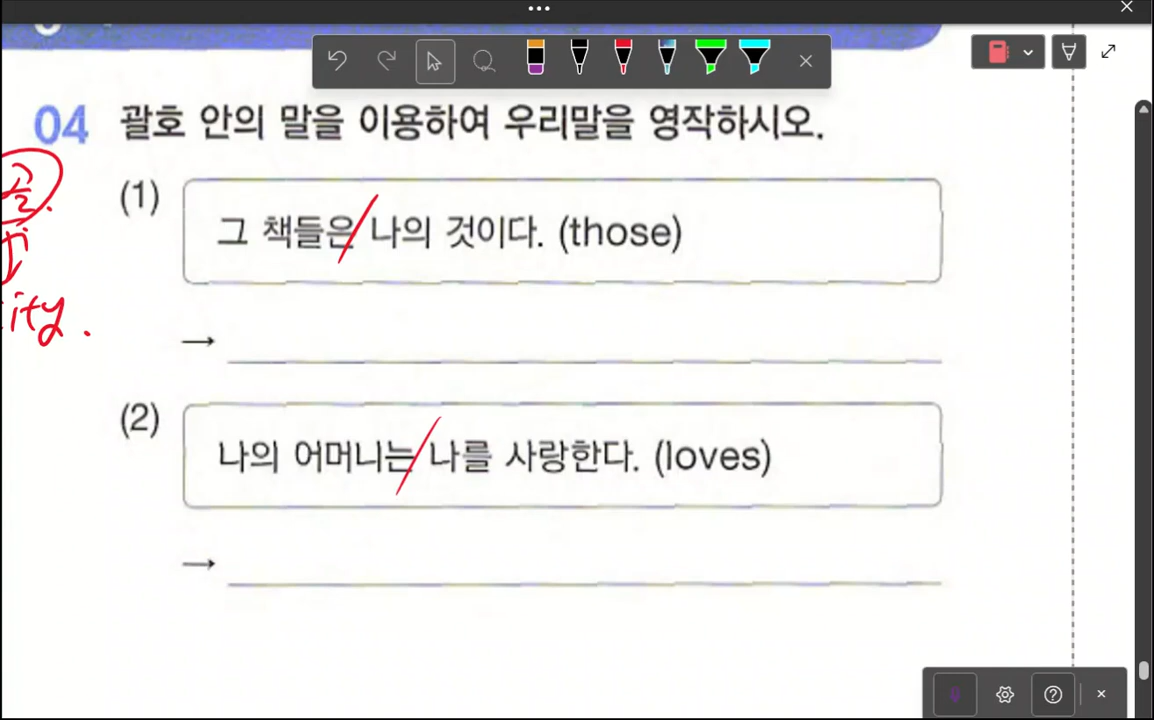 04 괄호 안의 말을 이용하여 우리말을 영작하시오.
(1) 그 책들은 나의 것이다. (those)
ity.
→
(2) 나의 어머니는 나를 사랑한다. (loves)
→